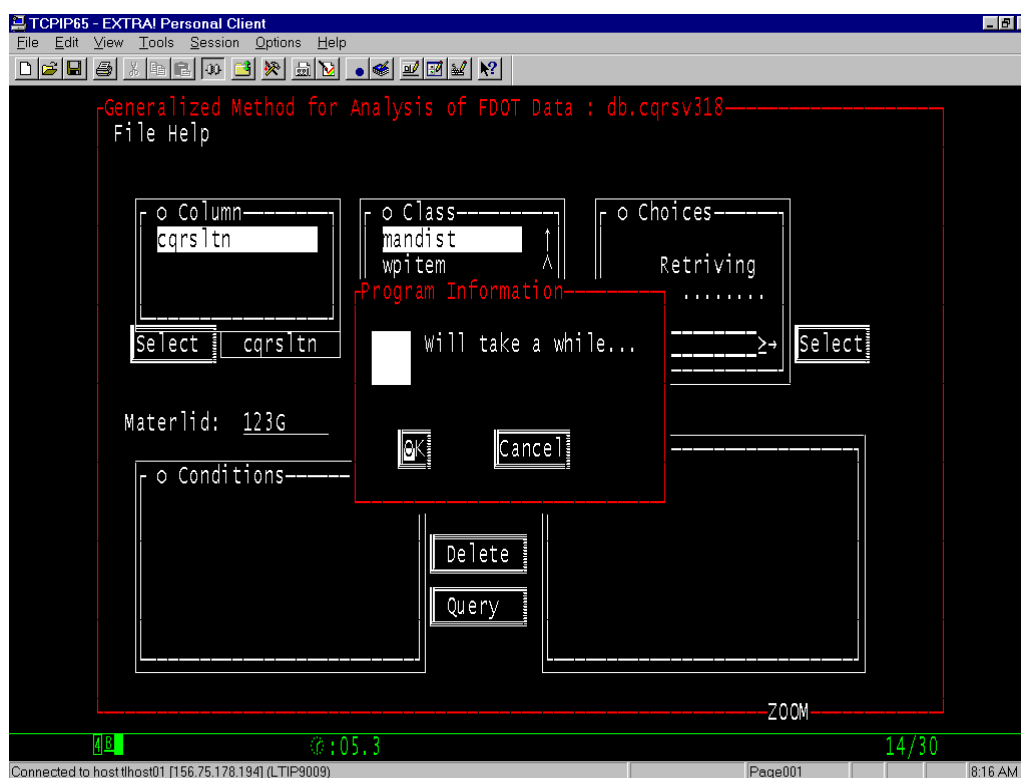 TCPIP65 - EXTRA! Personal Client
File Edit View Tools Session Options Help
Generalized Method for Analysis of FDOT Data : db.cqrsv318
File Help
Column
Class
Choices
cqrsltn
mandist
wpitem
Retriving
........
Program Information
Will take a while...
Select
cqrsltn
Select
Materlid: 123G
OK
Cancel
Conditions
Delete
Query
ZOOM
4 B
:05.3
14/30
Connected to host tlhost01 [156.75.178.194] (LTIP9009)
Page001
8:16 AM